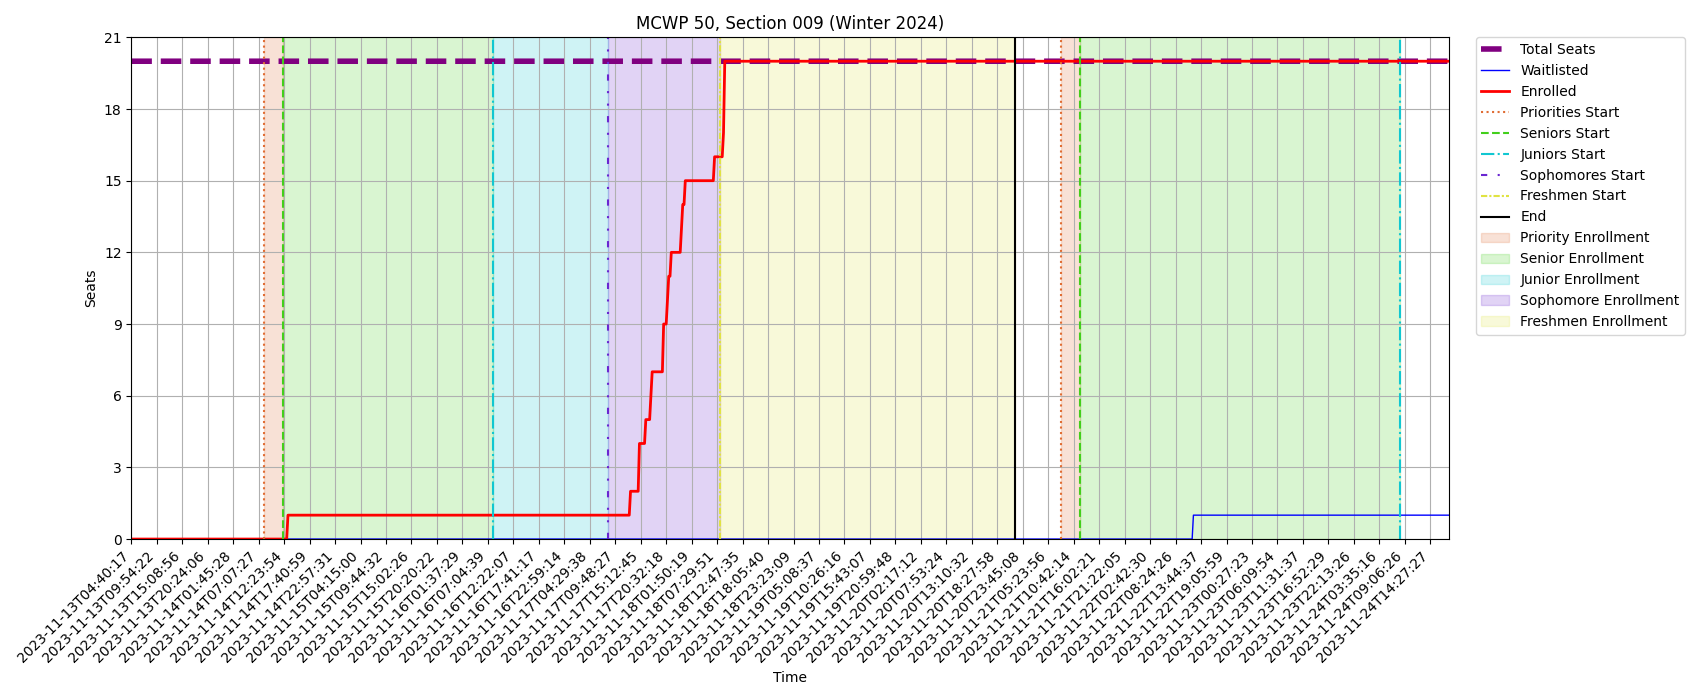 MCWP 50, Section 009 (Winter 2024)
21
18
15
12
9
6
3
0
Seats
2023-11-13T04:40:17
2023-11-13T09:54:22
2023-11-13T15:08:56
2023-11-13T20:24:06
2023-11-14T01:45:28
2023-11-14T07:07:27
2023-11-14T12:23:54
2023-11-14T17:40:59
2023-11-14T22:57:31
2023-11-15T04:15:00
2023-11-15T09:44:32
2023-11-15T15:02:26
2023-11-15T20:20:22
2023-11-16T01:37:29
2023-11-16T07:04:39
2023-11-16T12:22:07
2023-11-16T17:41:17
2023-11-16T22:59:14
2023-11-17T04:29:38
2023-11-17T09:48:27
2023-11-17T15:12:45
2023-11-17T20:32:18
2023-11-18T01:50:19
2023-11-18T07:29:51
2023-11-18T12:47:35
2023-11-18T18:05:40
2023-11-18T23:23:09
2023-11-19T05:08:37
2023-11-19T10:26:16
2023-11-19T15:43:07
2023-11-19T20:59:48
2023-11-20T02:17:12
2023-11-20T07:53:24
2023-11-20T13:10:32
2023-11-20T18:27:58
2023-11-20T23:45:08
2023-11-21T05:23:56
2023-11-21T10:42:14
2023-11-21T16:02:21
2023-11-21T21:22:05
2023-11-22T02:42:30
2023-11-22T08:24:26
2023-11-22T13:44:37
2023-11-22T19:05:59
2023-11-23T00:27:23
2023-11-23T06:09:54
2023-11-23T11:31:37
2023-11-23T16:52:29
2023-11-23T22:13:26
2023-11-24T03:35:16
2023-11-24T09:06:26
2023-11-24T14:27:27
Time
Total Seats
Waitlisted
Enrolled
Priorities Start
Seniors Start
Juniors Start
Sophomores Start
Freshmen Start
End
Priority Enrollment
Senior Enrollment
Junior Enrollment
Sophomore Enrollment
Freshmen Enrollment